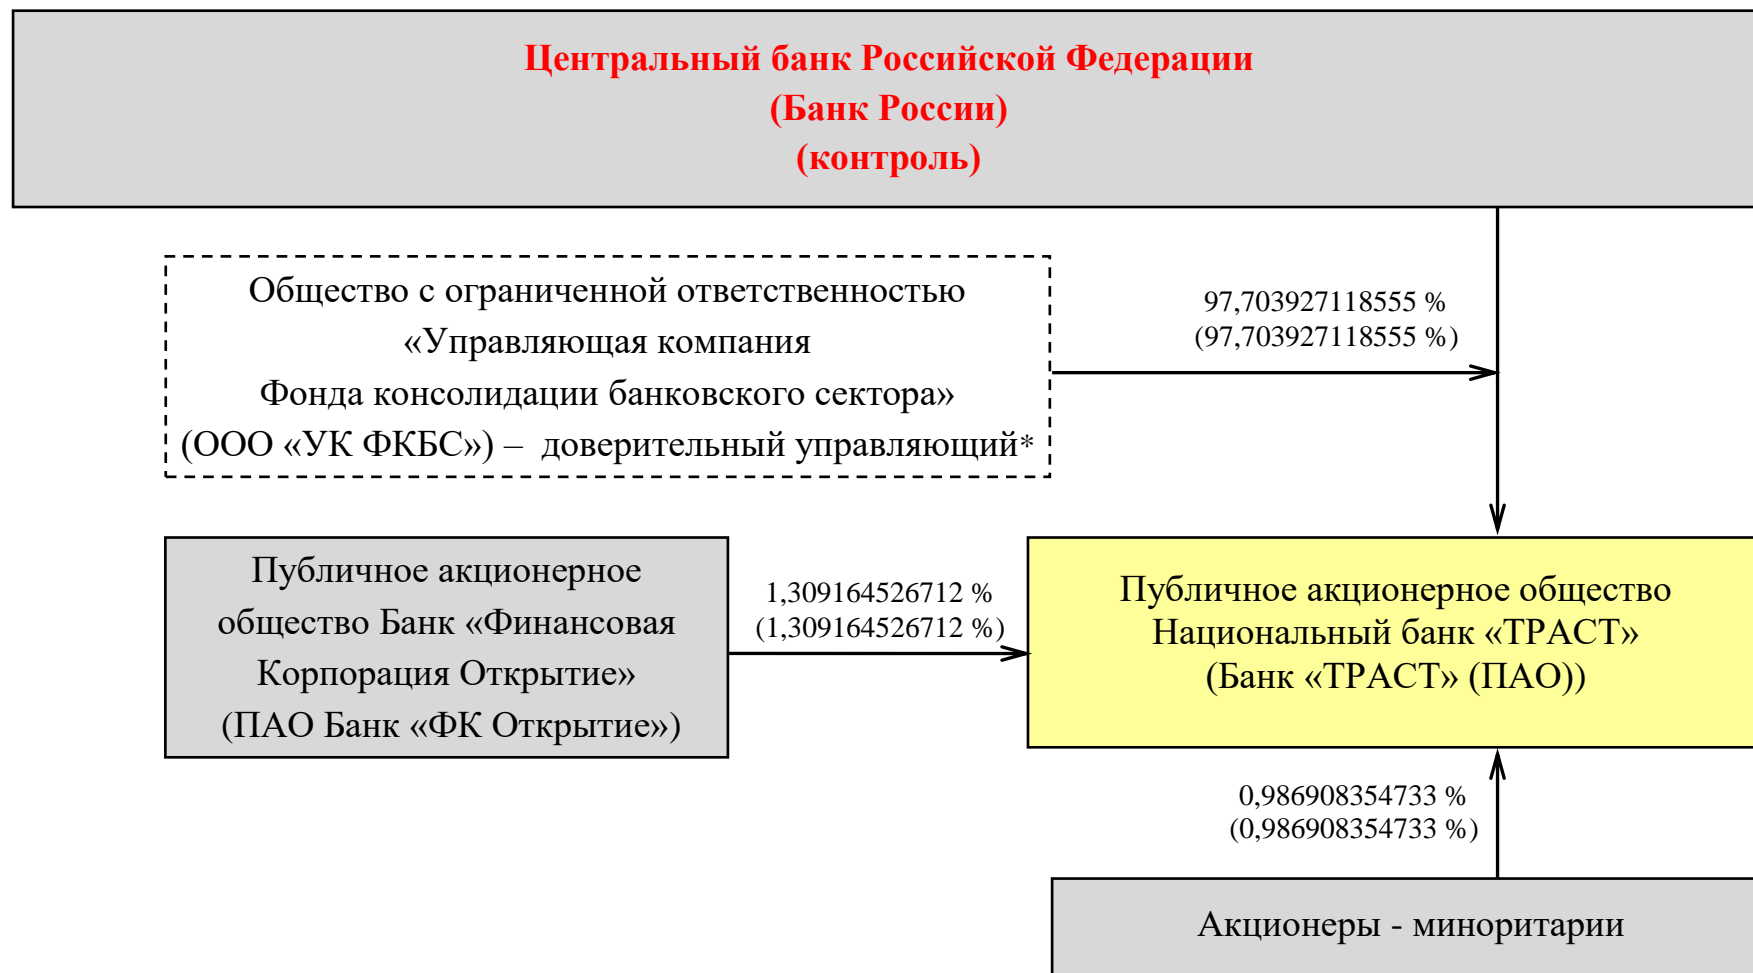 Центральный банк Российской Федерации
(Банк России)
(контроль)
Общество с ограниченной ответственностью
«Управляющая компания
Фонда консолидации банковского сектора»
(ООО «УК ФКБС») – доверительный управляющий*
97,703927118555 %
(97,703927118555 %)
Публичное акционерное
общество Банк «Финансовая
Корпорация Открытие»
(ПАО Банк «ФК Открытие»)
1,309164526712 %
(1,309164526712 %)
Публичное акционерное общество
Национальный банк «ТРАСТ»
(Банк «ТРАСТ» (ПАО))
0,986908354733 %
(0,986908354733 %)
Акционеры - миноритарии